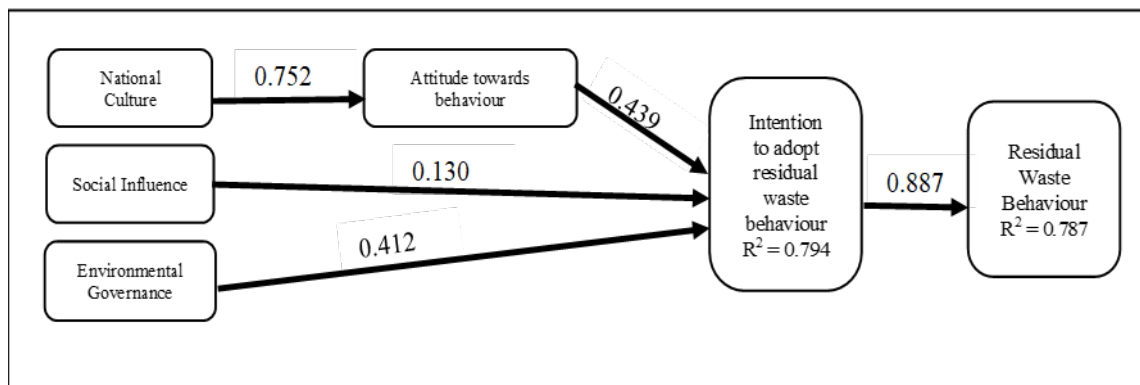 National
Culture
0.752
Attitude towards
behaviour
0.439
Social Influence
0.130
Environmental
Governance
0.412
Intention
to adopt
residual
waste
behaviour
R² = 0.794
0.887
Residual
Waste
Behaviour
R² = 0.787